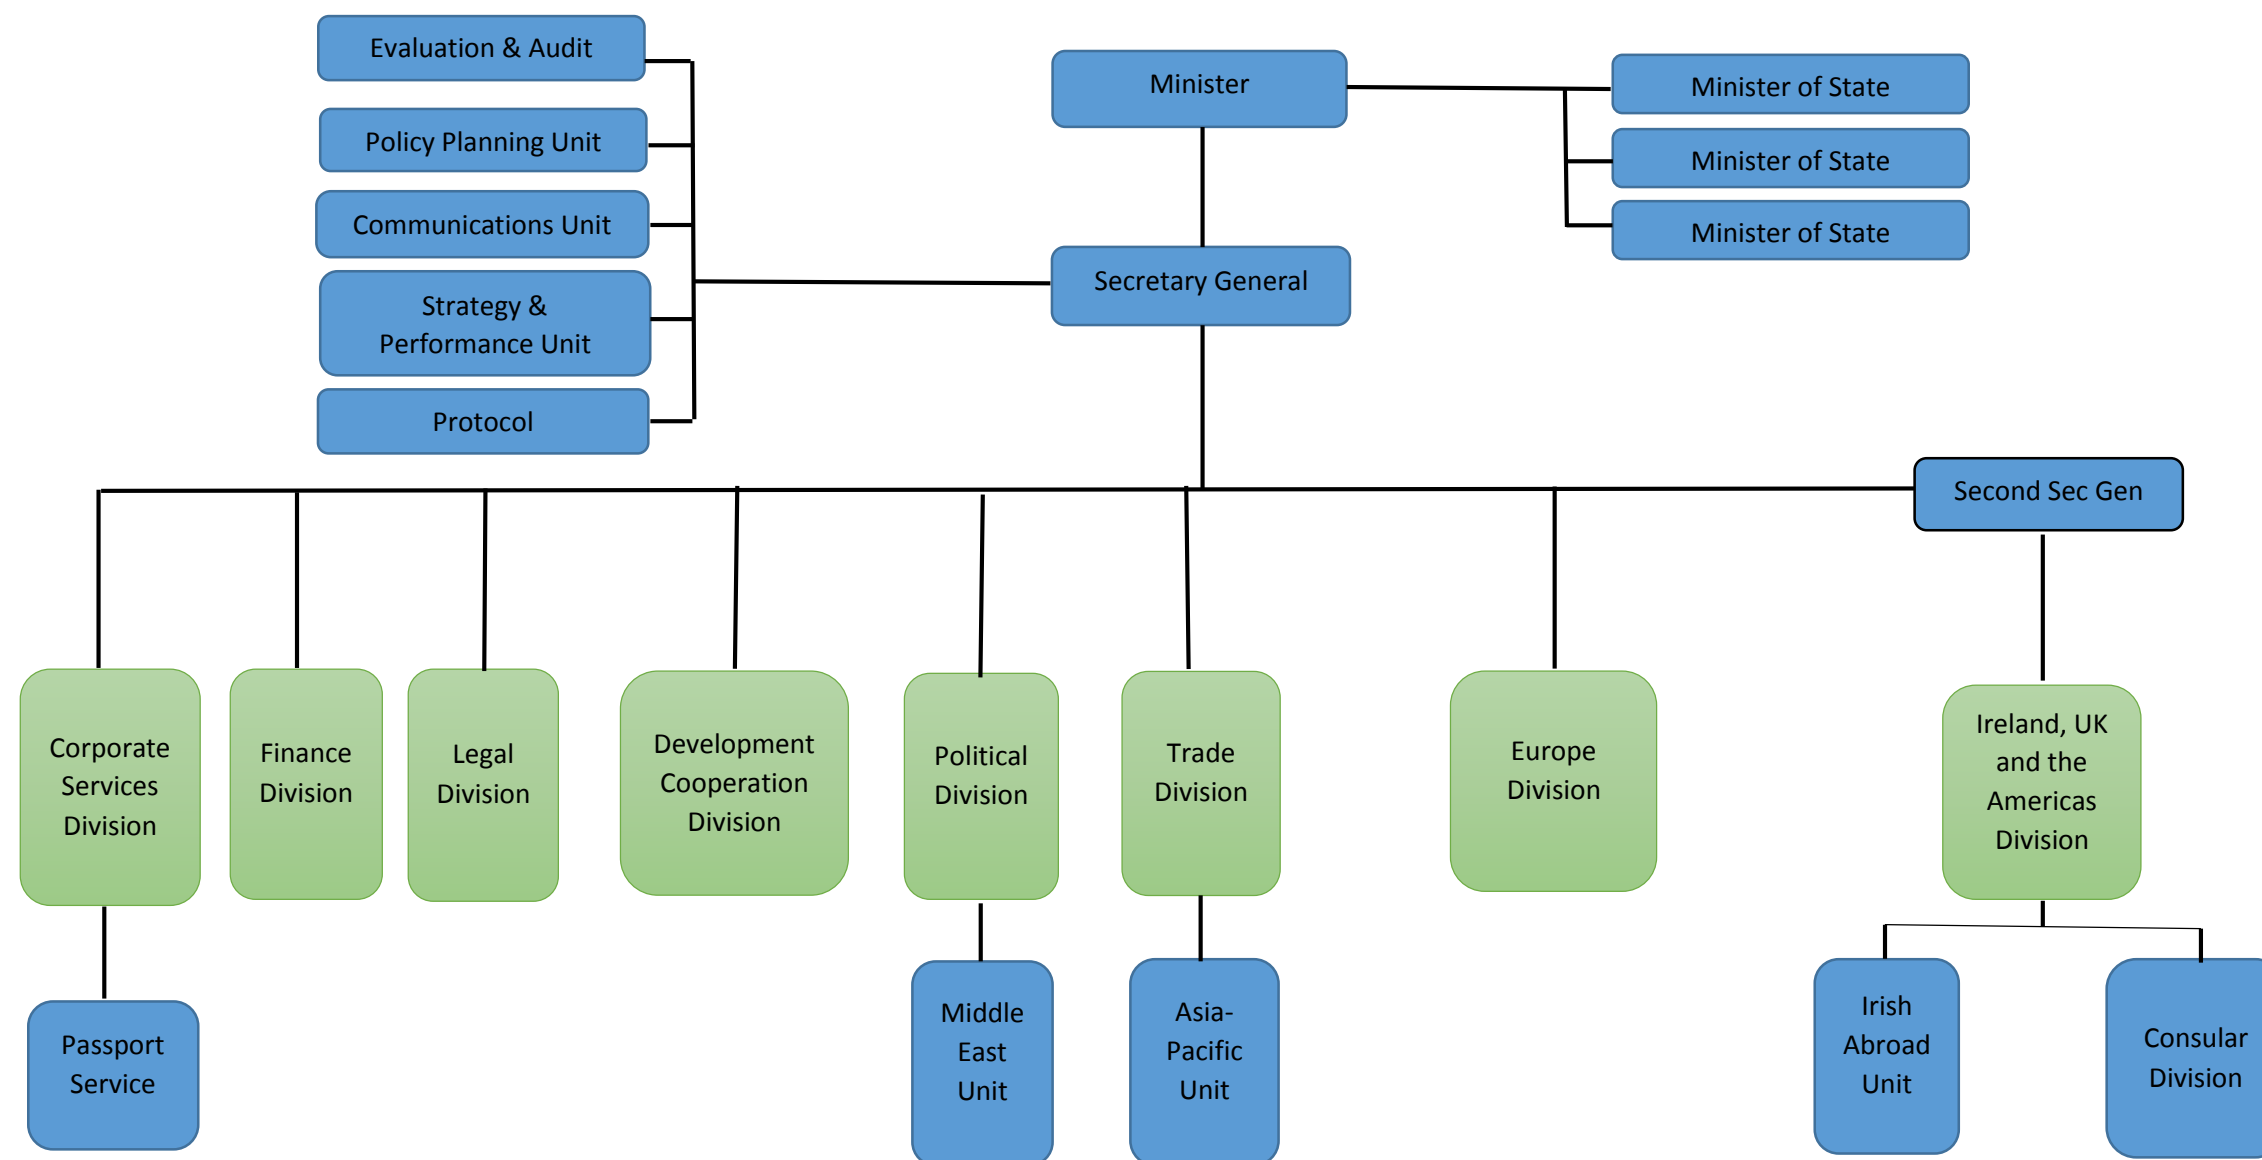 Evaluation & Audit
Policy Planning Unit
Communications Unit
Strategy &
Performance Unit
Protocol
Minister
Secretary General
Minister of State
Minister of State
Minister of State
Second Sec Gen
Corporate
Services
Division
Finance
Division
Legal
Division
Development
Cooperation
Division
Political
Division
Trade
Division
Europe
Division
Ireland, UK
and the
Americas
Division
Passport
Service
Middle
East
Unit
Asia-
Pacific
Unit
Irish
Abroad
Unit
Consular
Division